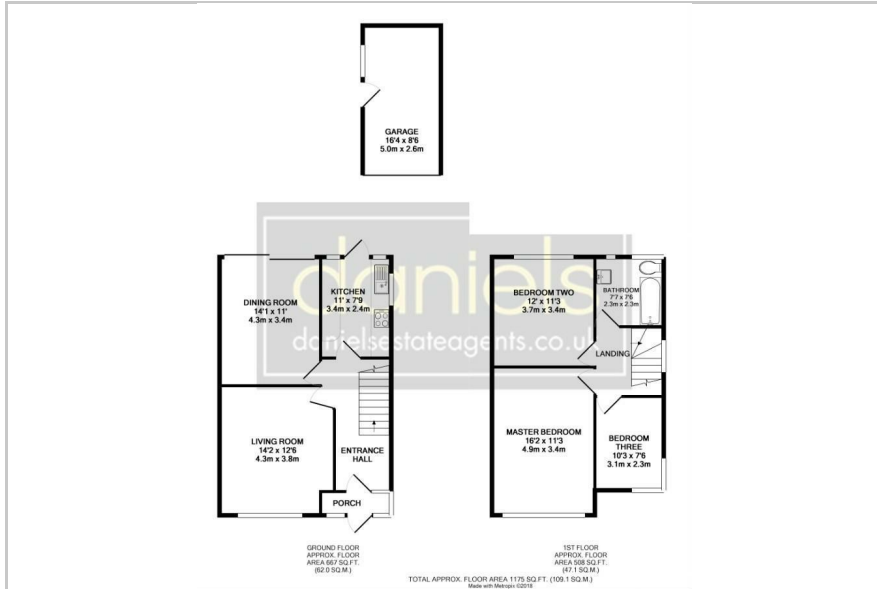 GARAGE
16'4 x 8'6
5.0m x 2.6m
daniels
danielsestateagents.co.uk
KITCHEN
11' x 7'9
3.4m x 2.4m
DINING ROOM
14'1 x 11'
4.3m x 3.4m
LIVING ROOM
14'2 x 12'6
4.3m x 3.8m
ENTRANCE
HALL
PORCH
GROUND FLOOR
APPROX. FLOOR
AREA 667 SQ.FT.
(62.0 SQ.M.)
BEDROOM TWO
12' x 11'3
3.7m x 3.4m
BATHROOM
7'7 x 7'6
2.3m x 2.3m
LANDING
MASTER BEDROOM
16'2 x 11'3
4.9m x 3.4m
BEDROOM
THREE
10'3 x 7'6
3.1m x 2.3m
1ST FLOOR
APPROX. FLOOR
AREA 508 SQ.FT.
(47.1 SQ.M.)
TOTAL APPROX. FLOOR AREA 1175 SQ.FT. (109.1 SQ.M.)
Made with Metropix ©2018